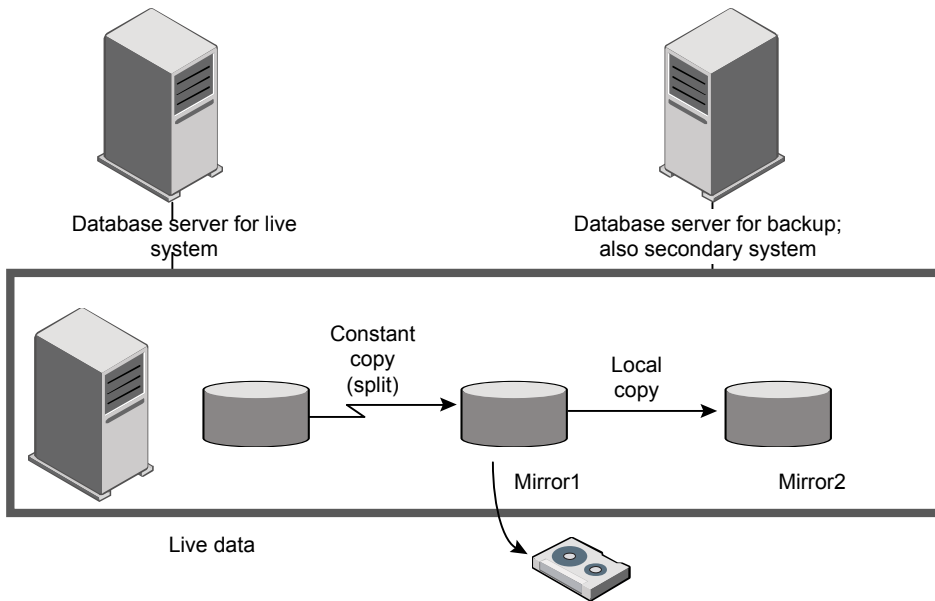 Database server for live
system
Database server for backup;
also secondary system
Constant
copy
(split)
Local
copy
Mirror1
Mirror2
Live data